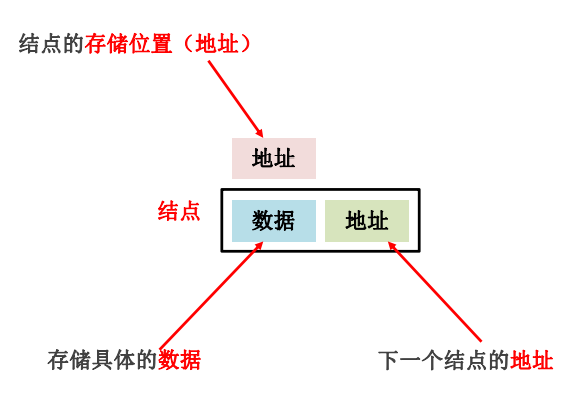 结点的存储位置（地址）
地址
结点
数据
地址
存储具体的数据
下一个结点的地址